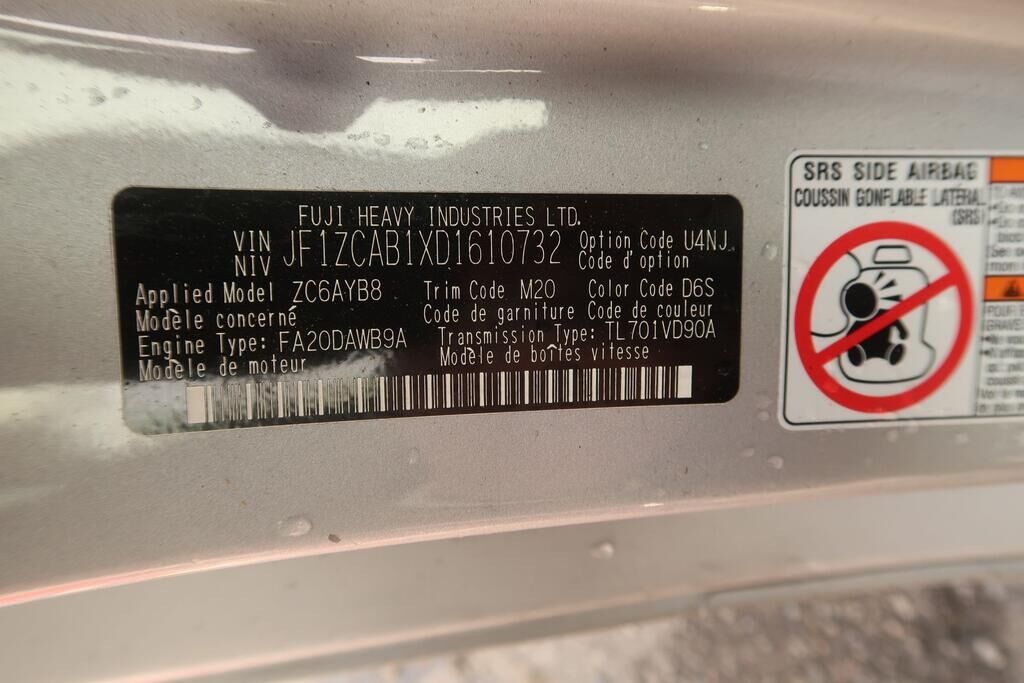 FUJI HEAVY INDUSTRIES LTD.
VIN JF1ZCAB1XD1610732 Option Code U4NJ
NIV Code d'option
Applied Model ZC6AYB8 Trim Code M20 Color Code D6S
Modèle concerné Code de garniture Code de couleur
Engine Type: FA20DAWB9A Transmission Type: TL701VD90A
Modèle de moteur Modèle de boîtes vitesse
SRS SIDE AIRBAG
COUSSIN GONFLABLE LATÉRAL
(SRS)